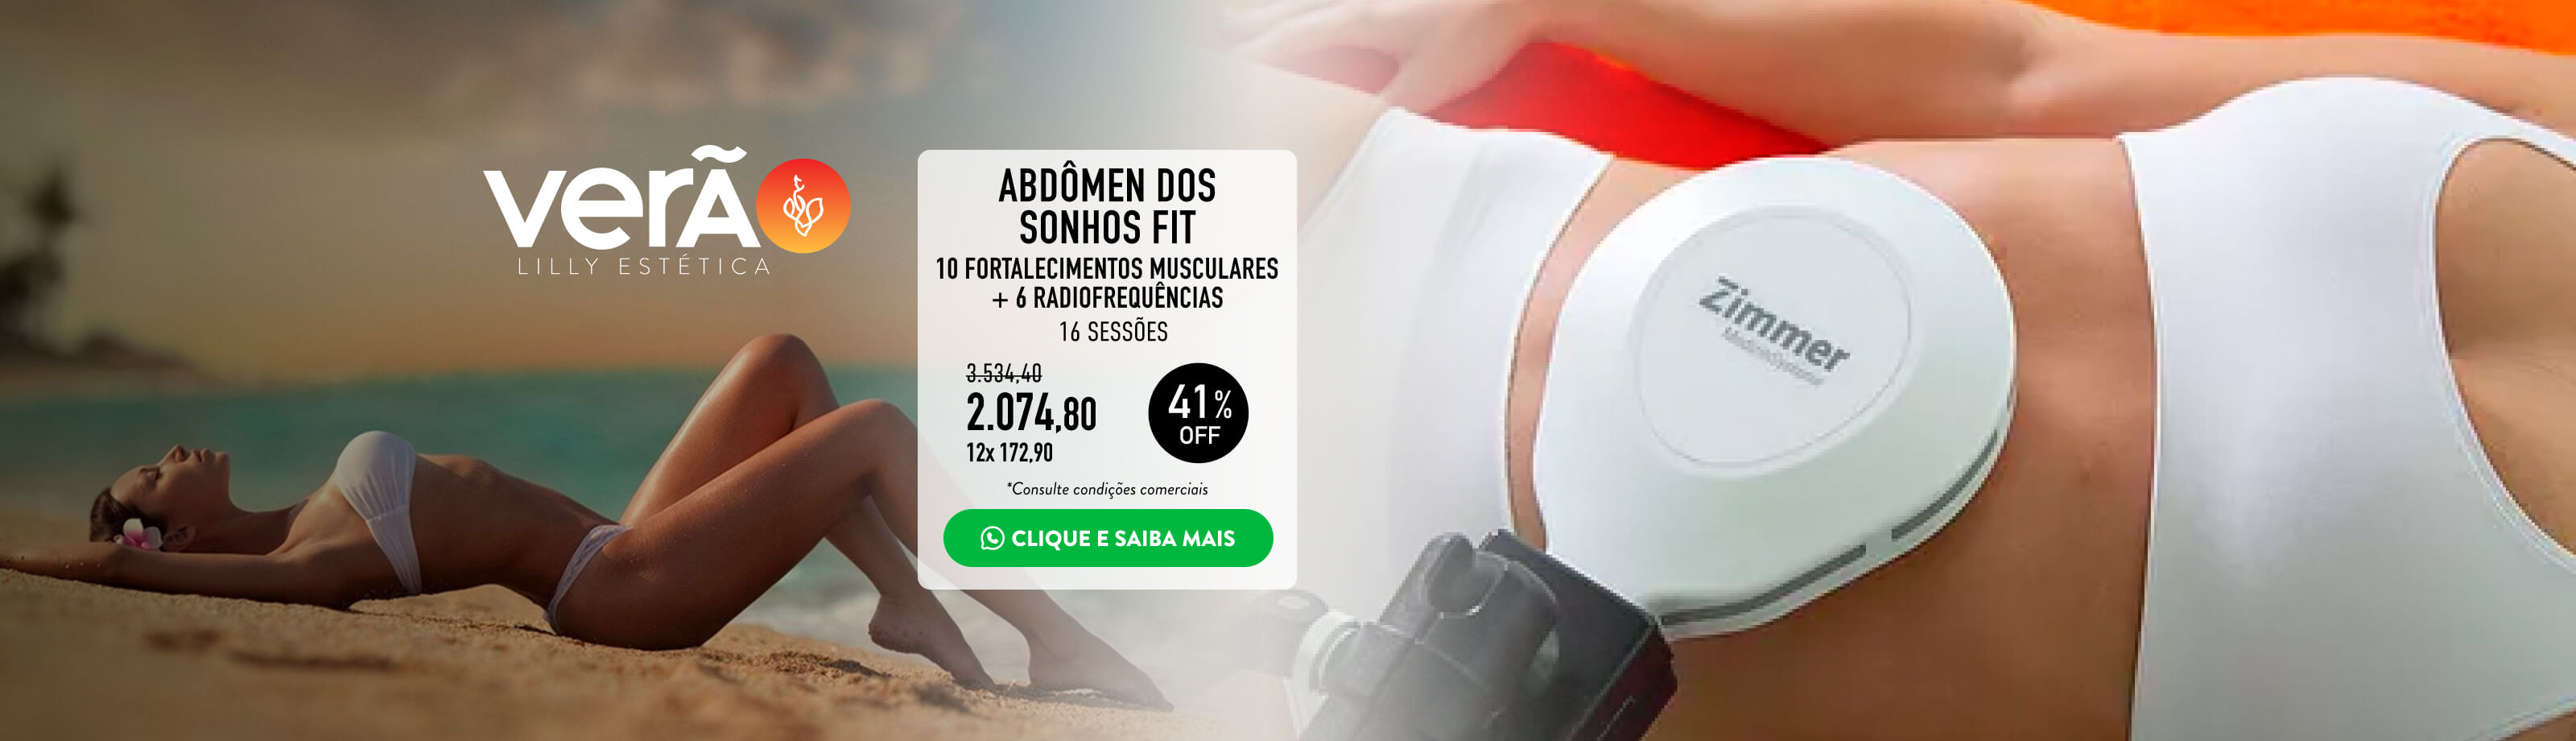 verão
LILLY ESTÉTICA
ABDÔMEN DOS
SONHOS FIT
10 FORTALECIMENTOS MUSCULARES
+ 6 RADIOFREQUÊNCIAS
16 SESSÕES
3.534,40
2.074,80
12x 172,90
41%
OFF
*Consulte condições comerciais
CLIQUE E SAIBA MAIS
Zimmer
MedizinSysteme